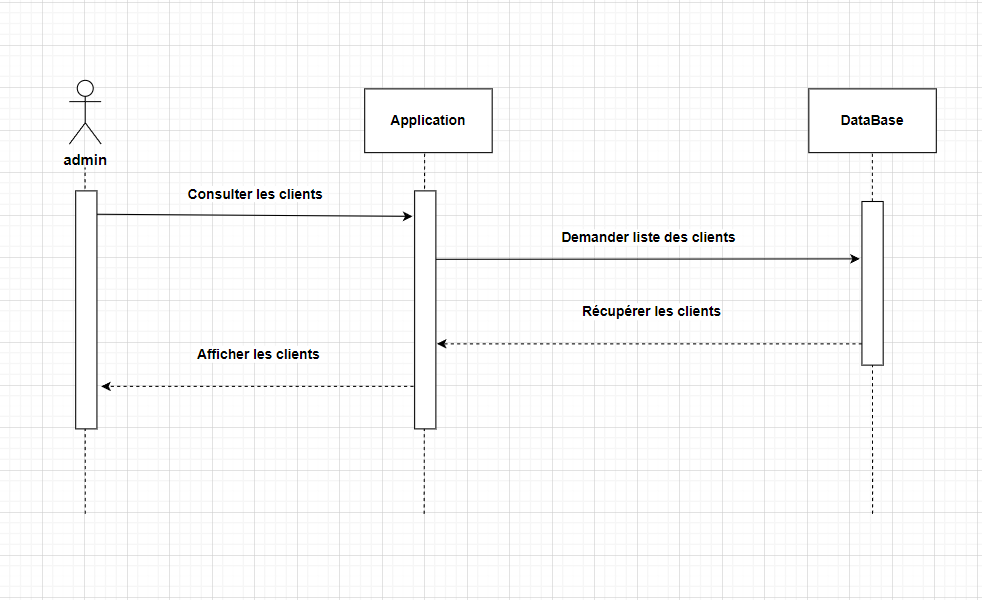 Application
DataBase
admin
Consulter les clients
Demander liste des clients
Récupérer les clients
Afficher les clients